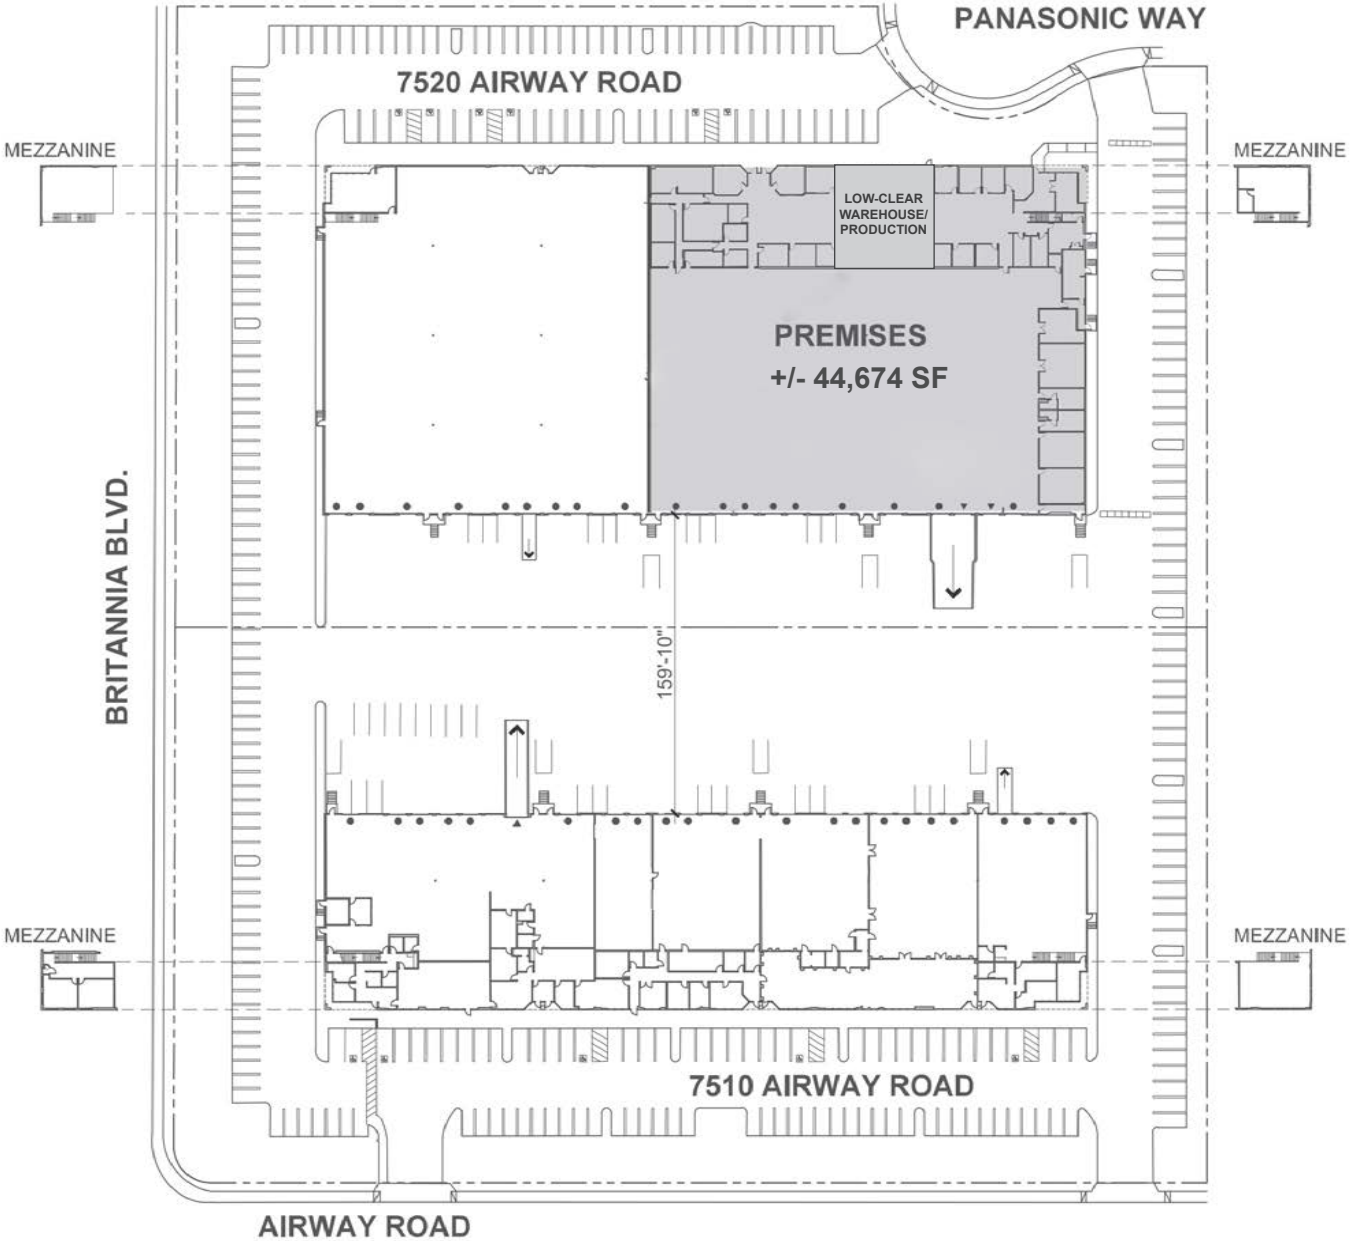 PANASONIC WAY
7520 AIRWAY ROAD
MEZZANINE
MEZZANINE
LOW-CLEAR
WAREHOUSE/
PRODUCTION
PREMISES
+/- 44,674 SF
BRITANNIA BLVD.
159'-10"
MEZZANINE
MEZZANINE
7510 AIRWAY ROAD
AIRWAY ROAD